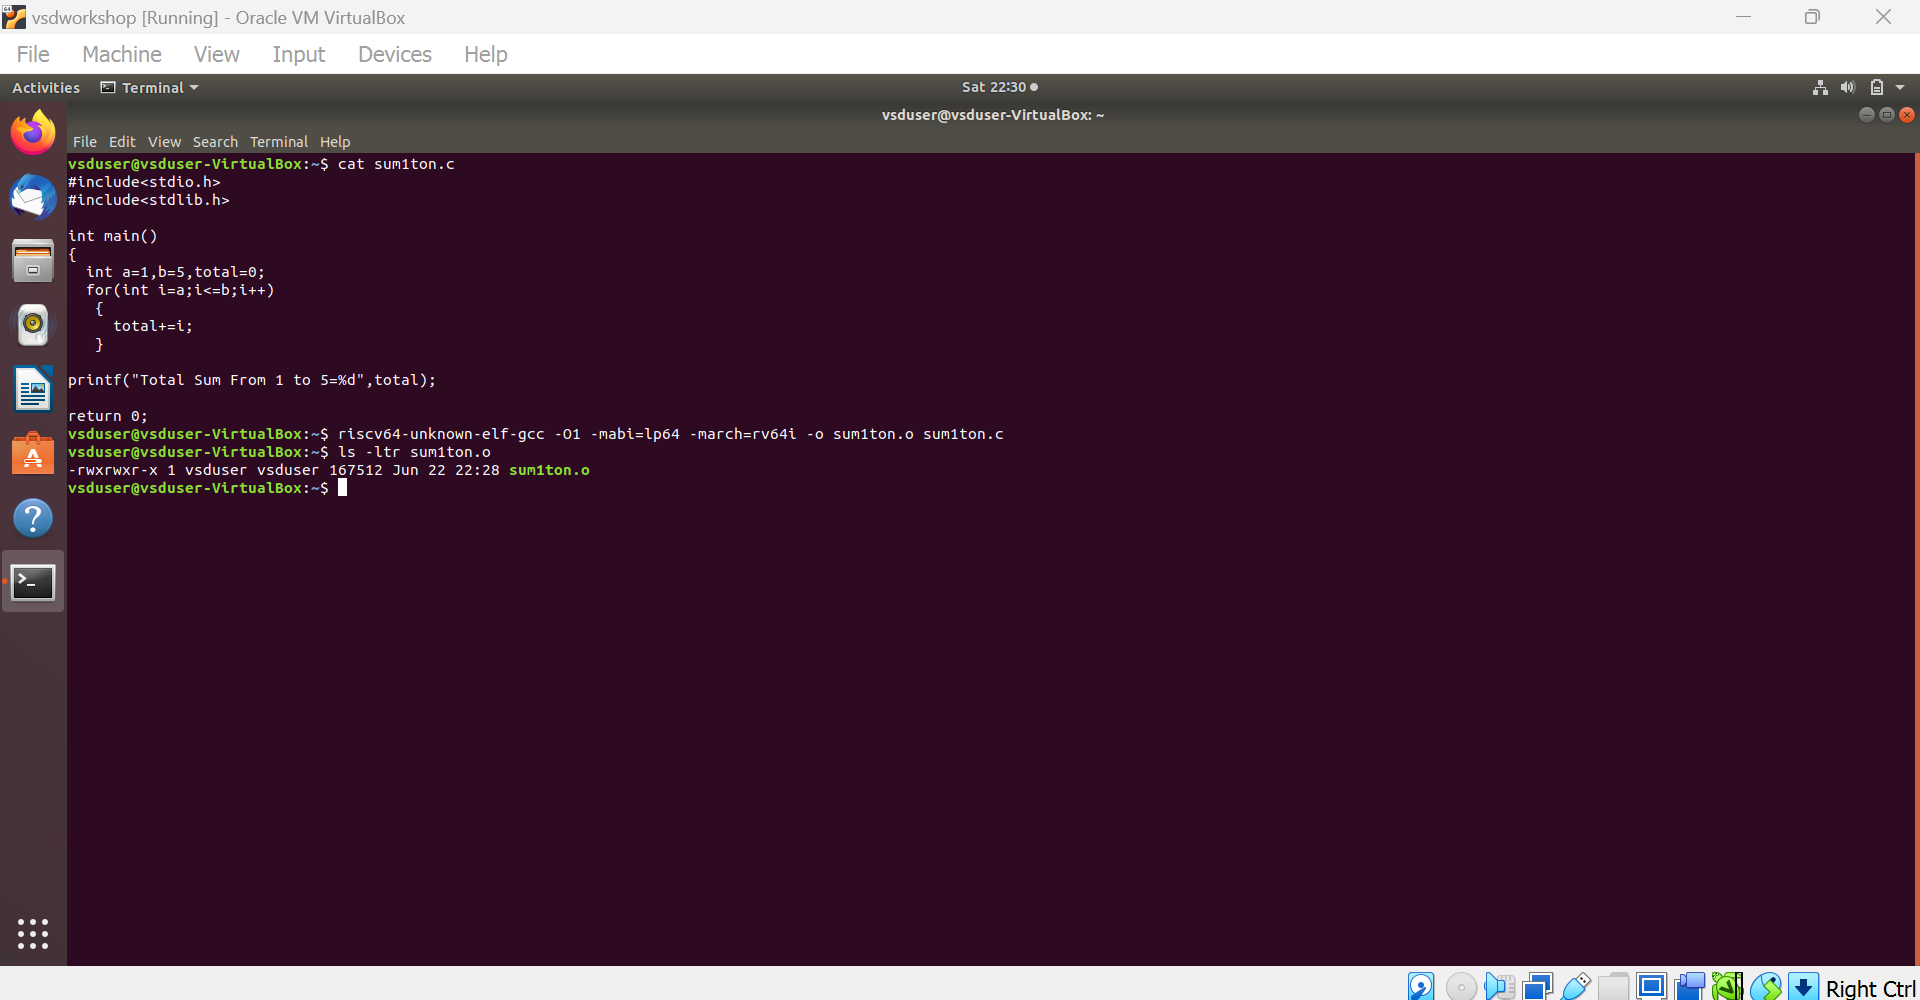 vsdworkshop [Running] - Oracle VM VirtualBox
File Machine View Input Devices Help
Activities Terminal Sat 22:30
vsduser@vsduser-VirtualBox: ~
File Edit View Search Terminal Help
vsduser@vsduser-VirtualBox:~$ cat sum1ton.c
#include<stdio.h>
#include<stdlib.h>
int main()
{
  int a=1,b=5,total=0;
  for(int i=a;i<=b;i++)
   {
     total+=i;
   }
printf("Total Sum From 1 to 5=%d",total);
return 0;
vsduser@vsduser-VirtualBox:~$ riscv64-unknown-elf-gcc -O1 -mabi=lp64 -march=rv64i -o sum1ton.o sum1ton.c
vsduser@vsduser-VirtualBox:~$ ls -ltr sum1ton.o
-rwxrwxr-x 1 vsduser vsduser 167512 Jun 22 22:28 sum1ton.o
vsduser@vsduser-VirtualBox:~$
Right Ctrl